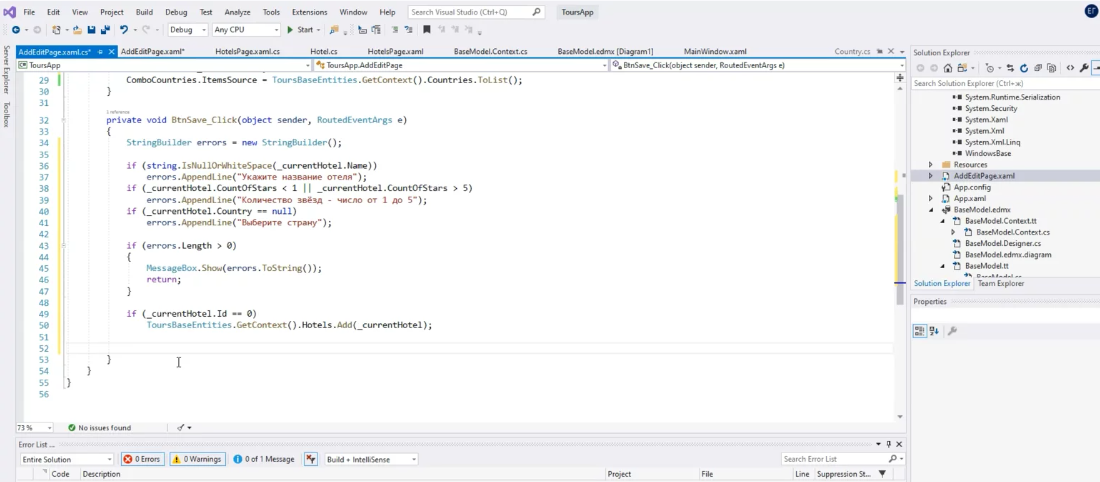 File Edit View Git Project Build Debug Test Analyze Tools Extensions Window Help Search Visual Studio (Ctrl+Q) ToursApp ЕГ
Debug Any CPU Start
AddEditPage.xaml.cs* AddEditPage.xaml* HotelsPage.xaml.cs Hotel.cs HotelsPage.xaml BaseModel.Context.cs BaseModel.edmx [Diagram1] MainWindow.xaml Country.cs
ToursApp ToursApp.AddEditPage BtnSave_Click(object sender, RoutedEventArgs e)
Server Explorer
Toolbox
29 ComboCountries.ItemsSource = ToursBaseEntities.GetContext().Countries.ToList();
30 }
31
1 reference
32 private void BtnSave_Click(object sender, RoutedEventArgs e)
33 {
34 StringBuilder errors = new StringBuilder();
35
36 if (string.IsNullOrWhiteSpace(_currentHotel.Name))
37 errors.AppendLine("Укажите название отеля");
38 if (_currentHotel.CountOfStars < 1 || _currentHotel.CountOfStars > 5)
39 errors.AppendLine("Количество звёзд - число от 1 до 5");
40 if (_currentHotel.Country == null)
41 errors.AppendLine("Выберите страну");
42
43 if (errors.Length > 0)
44 {
45 MessageBox.Show(errors.ToString());
46 return;
47 }
48
49 if (_currentHotel.Id == 0)
50 ToursBaseEntities.GetContext().Hotels.Add(_currentHotel);
51
52
53 }
54 }
55 }
56
73 % No issues found
Error List ...
Entire Solution 0 Errors 0 Warnings 0 of 1 Message Build + IntelliSense Search Error List
Code Description Project File Line Suppression St...
Solution Explorer
Search Solution Explorer (Ctrl+ж)
System.Runtime.Serialization
System.Security
System.Xaml
System.Xml
System.Xml.Linq
WindowsBase
Resources
AddEditPage.xaml
App.config
App.xaml
BaseModel.edmx
BaseModel.Context.tt
BaseModel.Context.cs
BaseModel.Designer.cs
BaseModel.edmx.diagram
BaseModel.tt
Solution Explorer Team Explorer
Properties